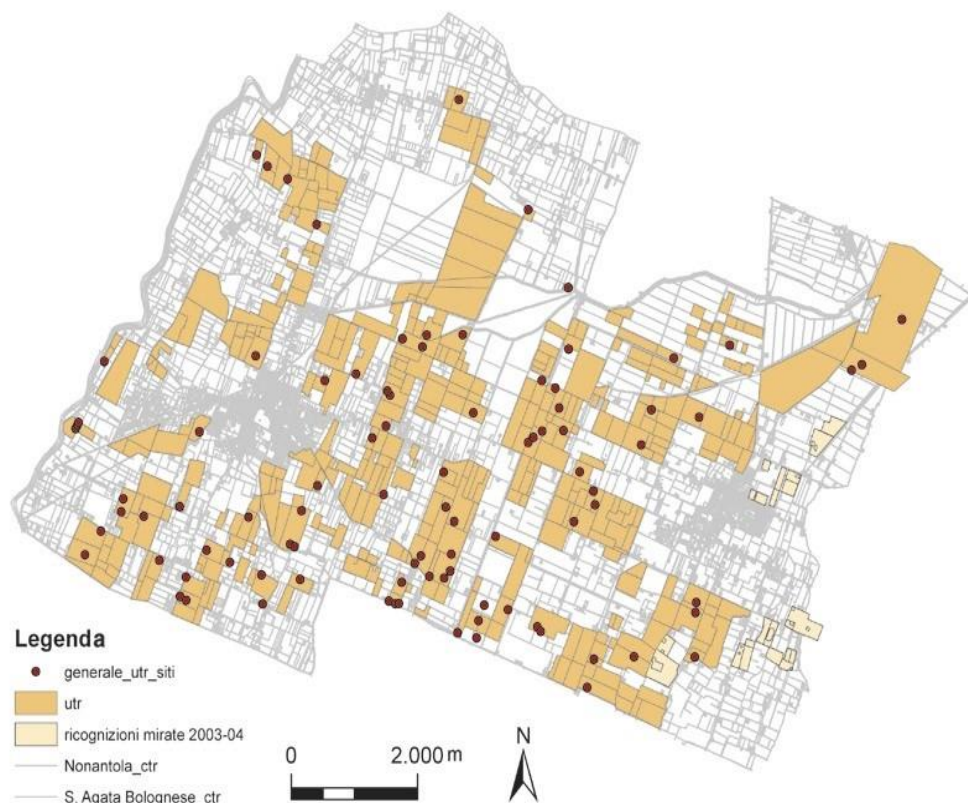 Legenda
generale_utr_siti
utr
ricognizioni mirate 2003-04
Nonantola_ctr
S. Agata Bolognese_ctr
0 2.000 m
N